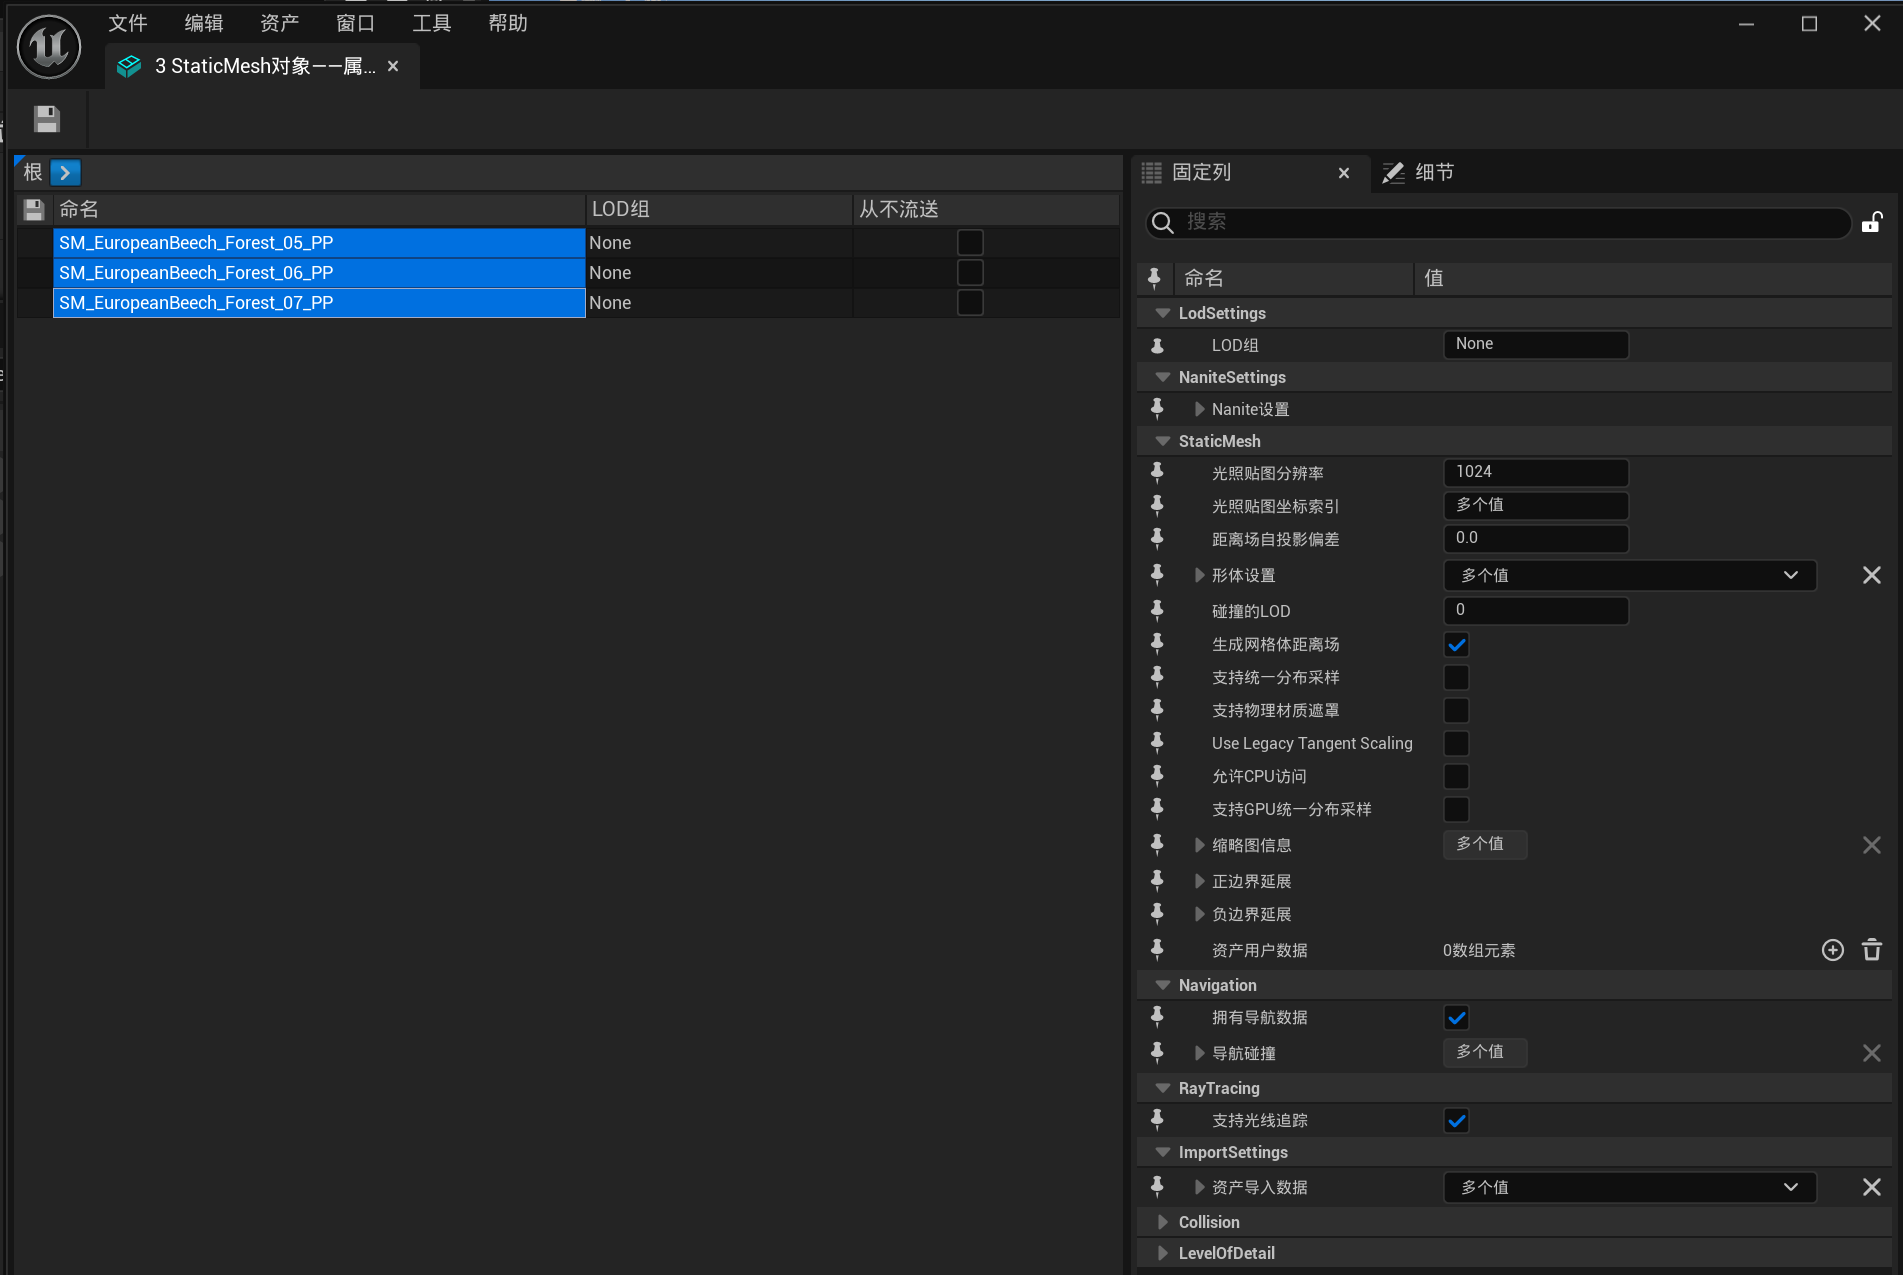 文件 编辑 资产 窗口 工具 帮助
3 StaticMesh对象——属...
根
命名 LOD组 从不流送
SM_EuropeanBeech_Forest_05_PP None
SM_EuropeanBeech_Forest_06_PP None
SM_EuropeanBeech_Forest_07_PP None
固定列 细节
搜索
命名 值
LodSettings
LOD组 None
NaniteSettings
Nanite设置
StaticMesh
光照贴图分辨率 1024
光照贴图坐标索引 多个值
距离场自投影偏差 0.0
形体设置 多个值
碰撞的LOD 0
生成网格体距离场
支持统一分布采样
支持物理材质遮罩
Use Legacy Tangent Scaling
允许CPU访问
支持GPU统一分布采样
缩略图信息 多个值
正边界延展
负边界延展
资产用户数据 0数组元素
Navigation
拥有导航数据
导航碰撞 多个值
RayTracing
支持光线追踪
ImportSettings
资产导入数据 多个值
Collision
LevelOfDetail